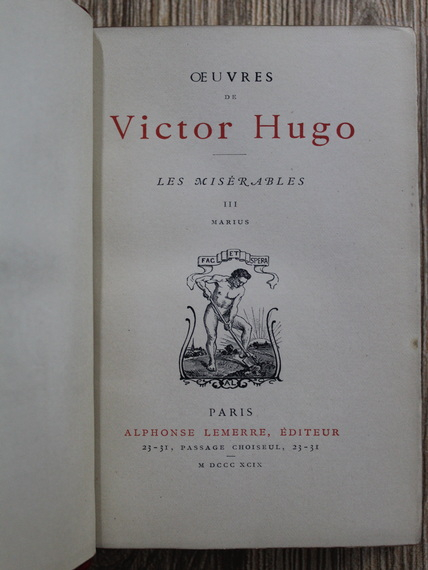 ŒUVRES
DE
Victor Hugo
LES MISÉRABLES
III
MARIUS
FAC ET SPERA
AL
PARIS
ALPHONSE LEMERRE, ÉDITEUR
23-31, PASSAGE CHOISEUL, 23-31
M DCCC XCIX